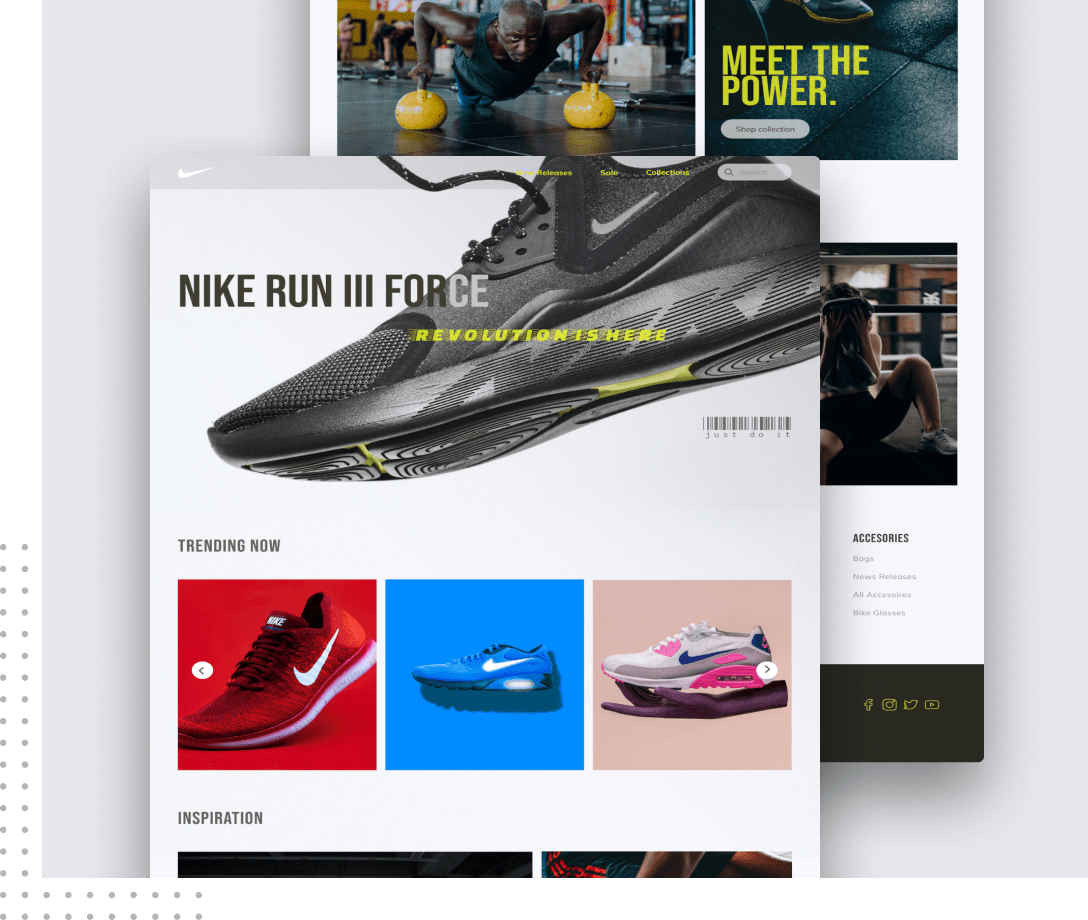 MEET THE
POWER.
Shop collection
Releases
Sale
Collections
Search
NIKE RUN III FORCE
REVOLUTION IS HERE
just do it
TRENDING NOW
NIKE
ACCESORIES
Bags
News Releases
All Accesoires
Bike Glasses
INSPIRATION